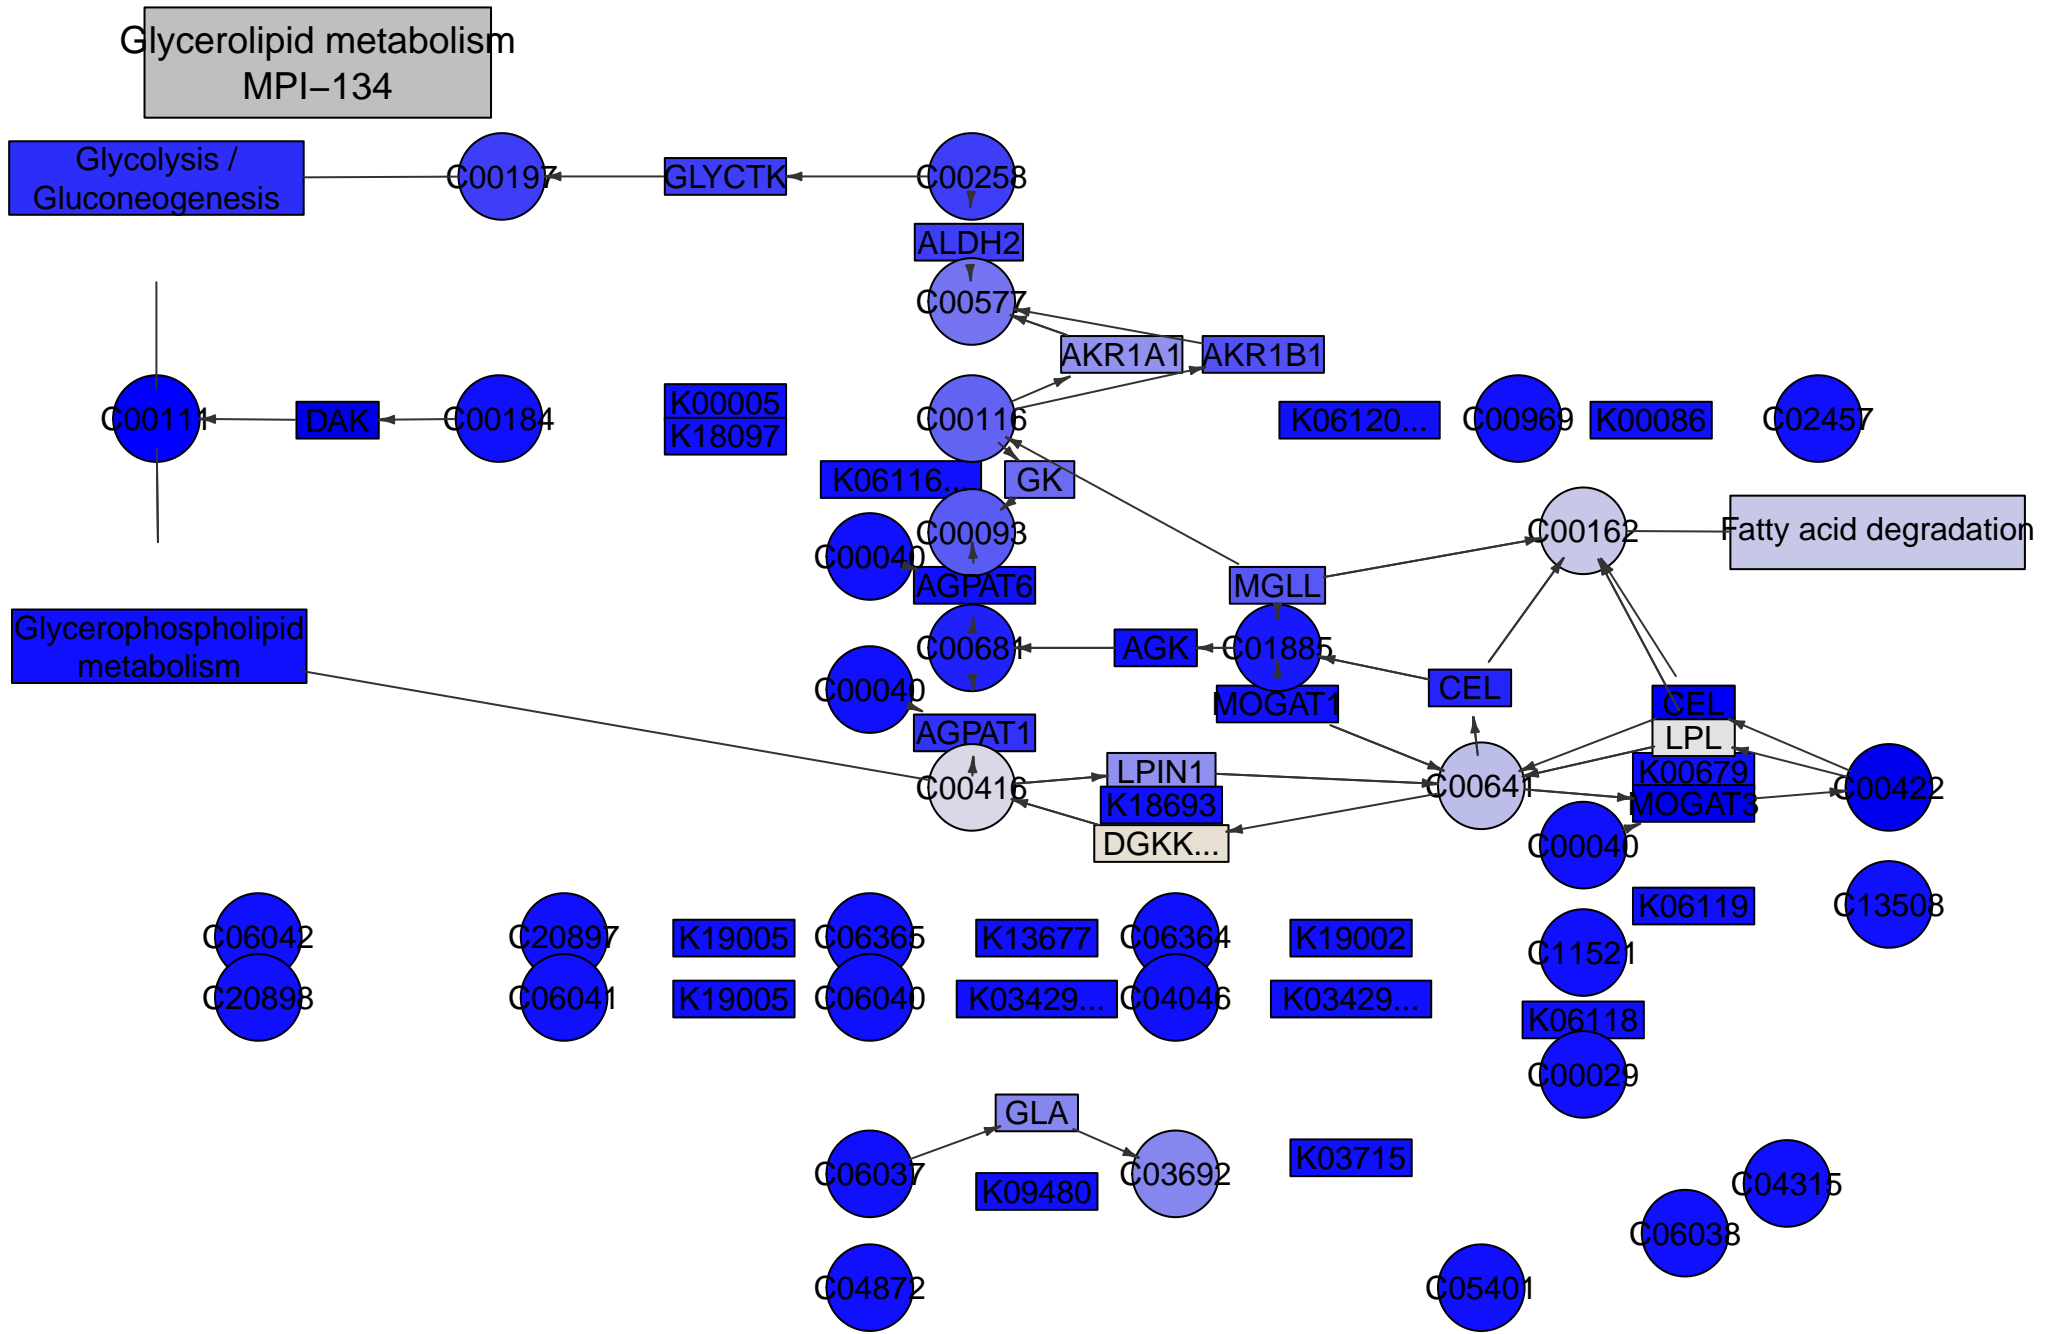 Glycerolipid metabolism
MPI−134
Glycolysis /
Gluconeogenesis
C00197
GLYCTK
C00258
ALDH2
C00577
AKR1A1
AKR1B1
C00111
DAK
C00184
K00005
K18097
C00116
K06120...
C00969
K00086
C02457
K06116...
GK
C00093
C00040
AGPAT6
MGLL
C00162
Fatty acid degradation
Glycerophospholipid
metabolism
C00681
AGK
C01885
C00040
MOGAT1
CEL
CEL
AGPAT1
LPL
C00416
LPIN1
K18693
DGKK...
C00641
K00679
MOGAT3
C00422
C00040
K06119
C13508
C06042
C20897
K19005
C06365
K13677
C06364
K19002
C11521
C20898
C06041
K19005
C06040
K03429...
C04046
K03429...
K06118
C00029
GLA
C06037
K09480
C03692
K03715
C04315
C06038
C04872
C05401